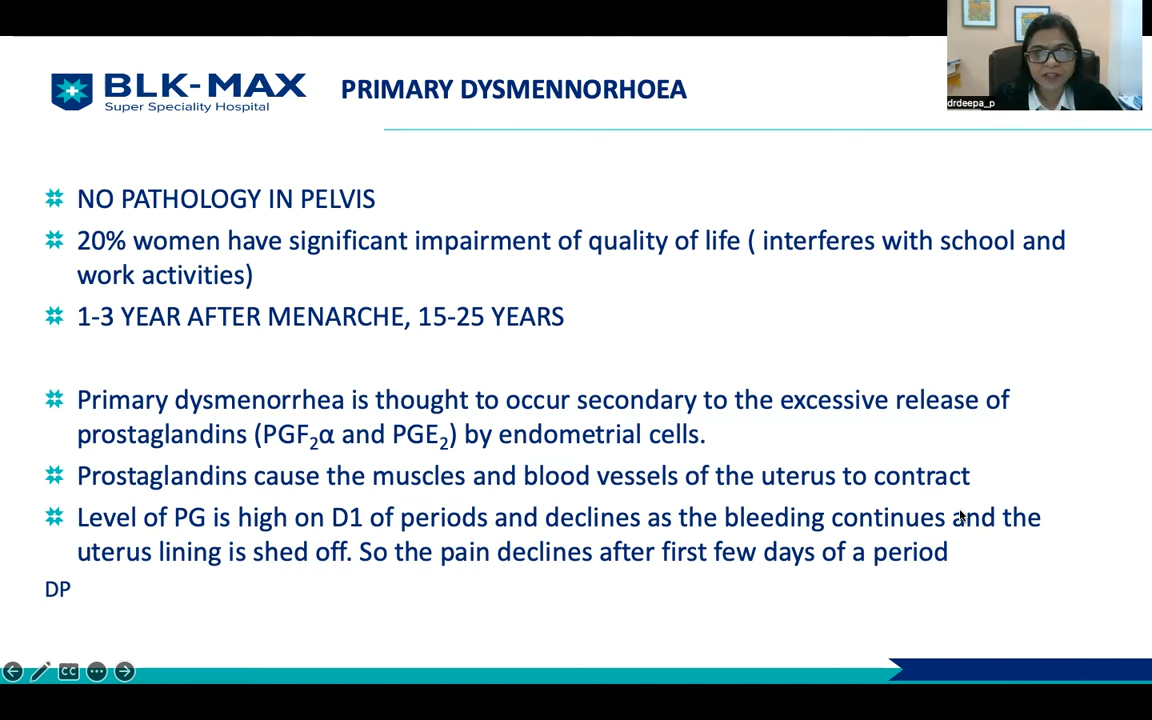 BLK-MAX
Super Speciality Hospital
PRIMARY DYSMENNORHOEA
drdeepa_p
NO PATHOLOGY IN PELVIS
20% women have significant impairment of quality of life ( interferes with school and
work activities)
1-3 YEAR AFTER MENARCHE, 15-25 YEARS
Primary dysmenorrhea is thought to occur secondary to the excessive release of
prostaglandins (PGF₂α and PGE₂) by endometrial cells.
Prostaglandins cause the muscles and blood vessels of the uterus to contract
Level of PG is high on D1 of periods and declines as the bleeding continues and the
uterus lining is shed off. So the pain declines after first few days of a period
DP
CC